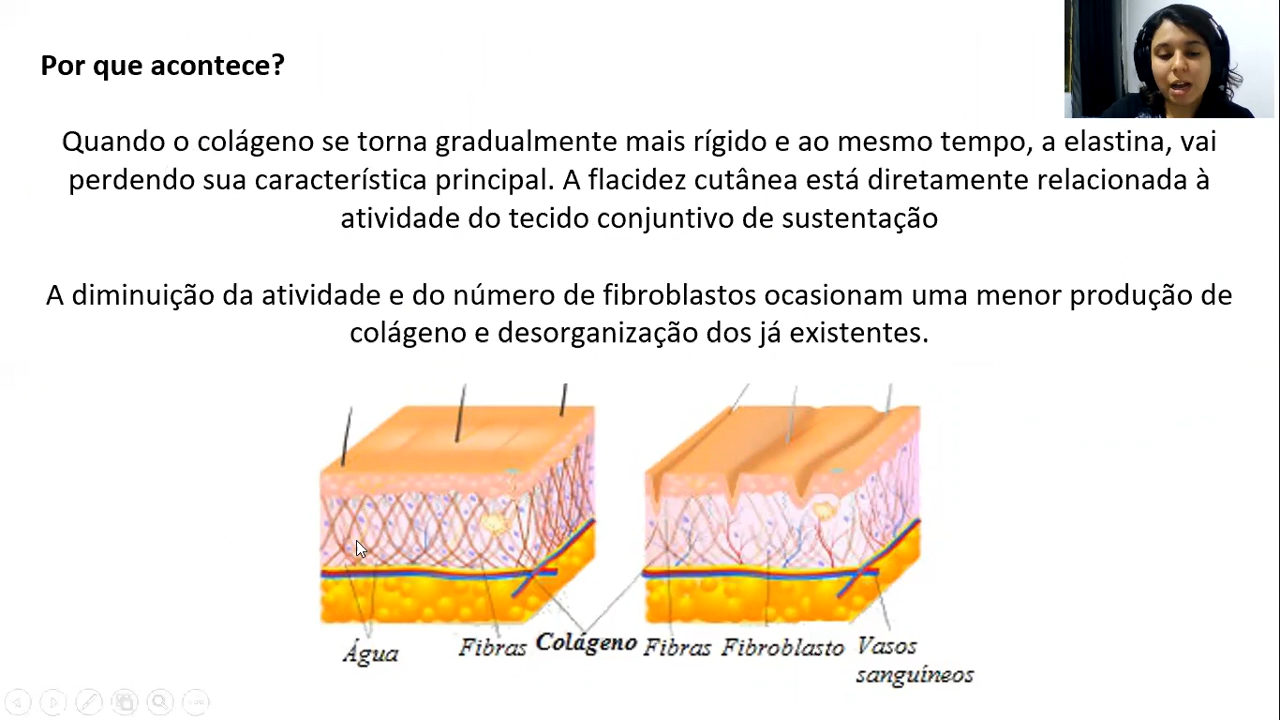 Por que acontece?
Quando o colágeno se torna gradualmente mais rígido e ao mesmo tempo, a elastina, vai
perdendo sua característica principal. A flacidez cutânea está diretamente relacionada à
atividade do tecido conjuntivo de sustentação
A diminuição da atividade e do número de fibroblastos ocasionam uma menor produção de
colágeno e desorganização dos já existentes.
Água Fibras Colágeno Fibras Fibroblasto Vasos
sanguíneos